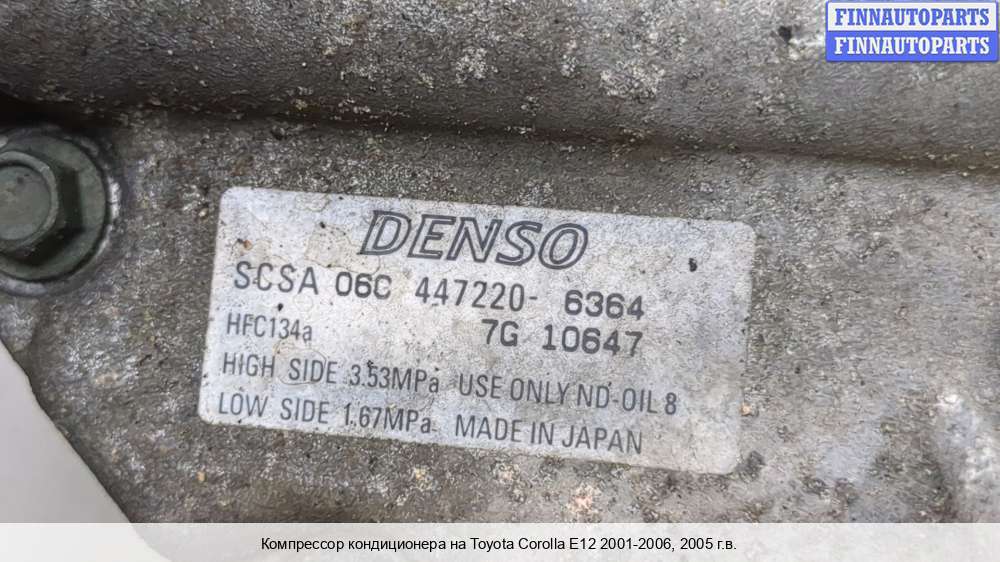 FINNAUTOPARTS
FINNAUTOPARTS
DENSO
SCSA 06C 447220- 6364
HFC134a 7G 10647
HIGH SIDE 3.53MPa USE ONLY ND-OIL 8
LOW SIDE 1.67MPa MADE IN JAPAN
Компрессор кондиционера на Toyota Corolla E12 2001-2006, 2005 г.в.